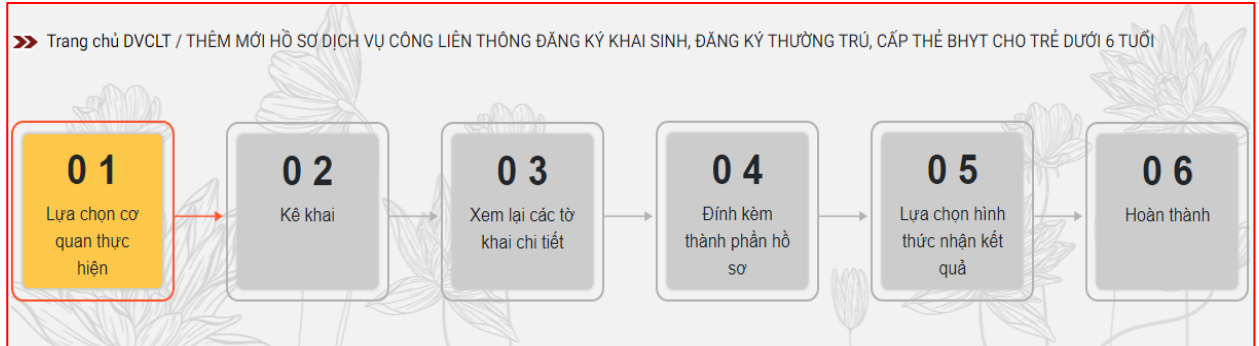 Trang chủ DVCLT / THÊM MỚI HỒ SƠ DỊCH VỤ CÔNG LIÊN THÔNG ĐĂNG KÝ KHAI SINH, ĐĂNG KÝ THƯỜNG TRÚ, CẤP THẺ BHYT CHO TRẺ DƯỚI 6 TUỔI
0 1
Lựa chọn cơ
quan thực
hiện
0 2
Kê khai
0 3
Xem lại các tờ
khai chi tiết
0 4
Đính kèm
thành phần hồ
sơ
0 5
Lựa chọn hình
thức nhận kết
quả
0 6
Hoàn thành